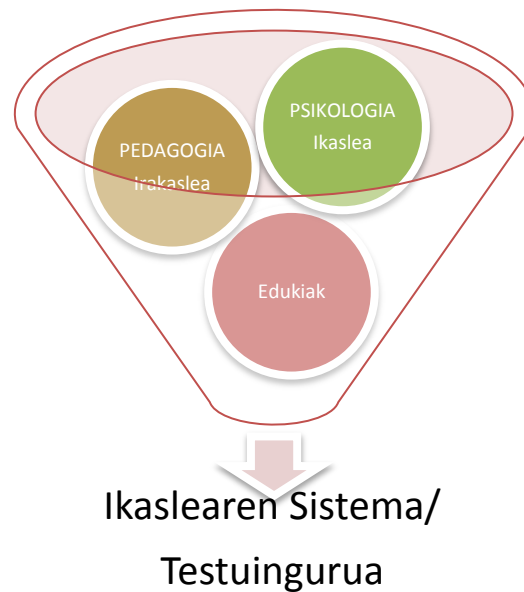 PSIKOLOGIA
Ikaslea
PEDAGOGIA
Irakaslea
Edukiak
Ikaslearen Sistema/
Testuingurua